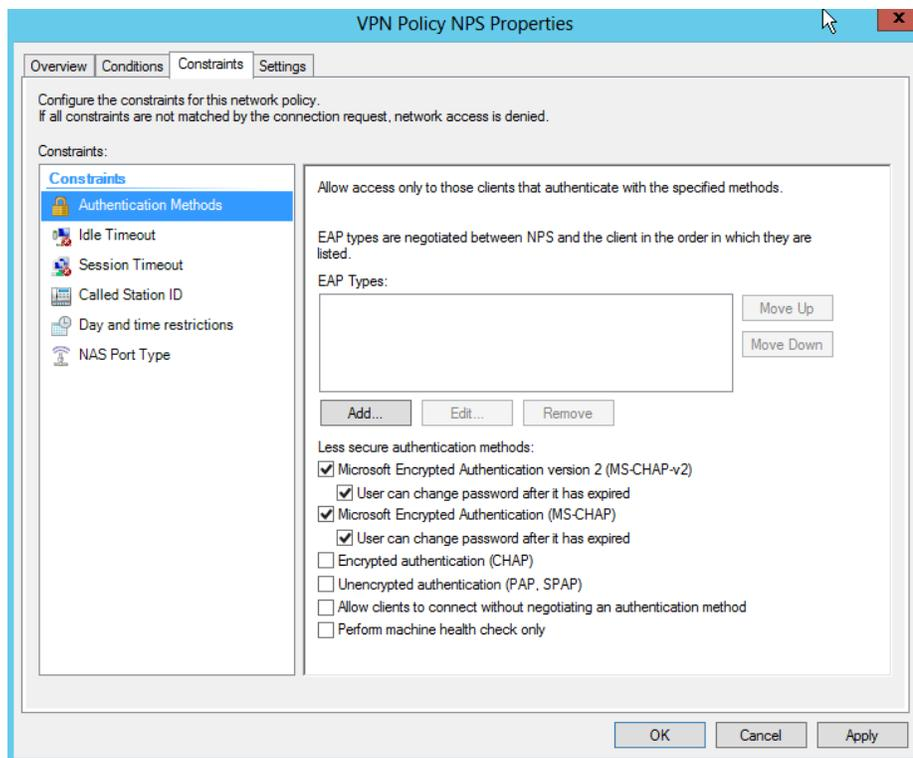 VPN Policy NPS Properties
x
Overview
Conditions
Constraints
Settings
Configure the constraints for this network policy.
If all constraints are not matched by the connection request, network access is denied.
Constraints:
Constraints
Authentication Methods
Idle Timeout
Session Timeout
Called Station ID
Day and time restrictions
NAS Port Type
Allow access only to those clients that authenticate with the specified methods.
EAP types are negotiated between NPS and the client in the order in which they are
listed.
EAP Types:
Move Up
Move Down
Add...
Edit...
Remove
Less secure authentication methods:
Microsoft Encrypted Authentication version 2 (MS-CHAP-v2)
User can change password after it has expired
Microsoft Encrypted Authentication (MS-CHAP)
User can change password after it has expired
Encrypted authentication (CHAP)
Unencrypted authentication (PAP, SPAP)
Allow clients to connect without negotiating an authentication method
Perform machine health check only
OK
Cancel
Apply